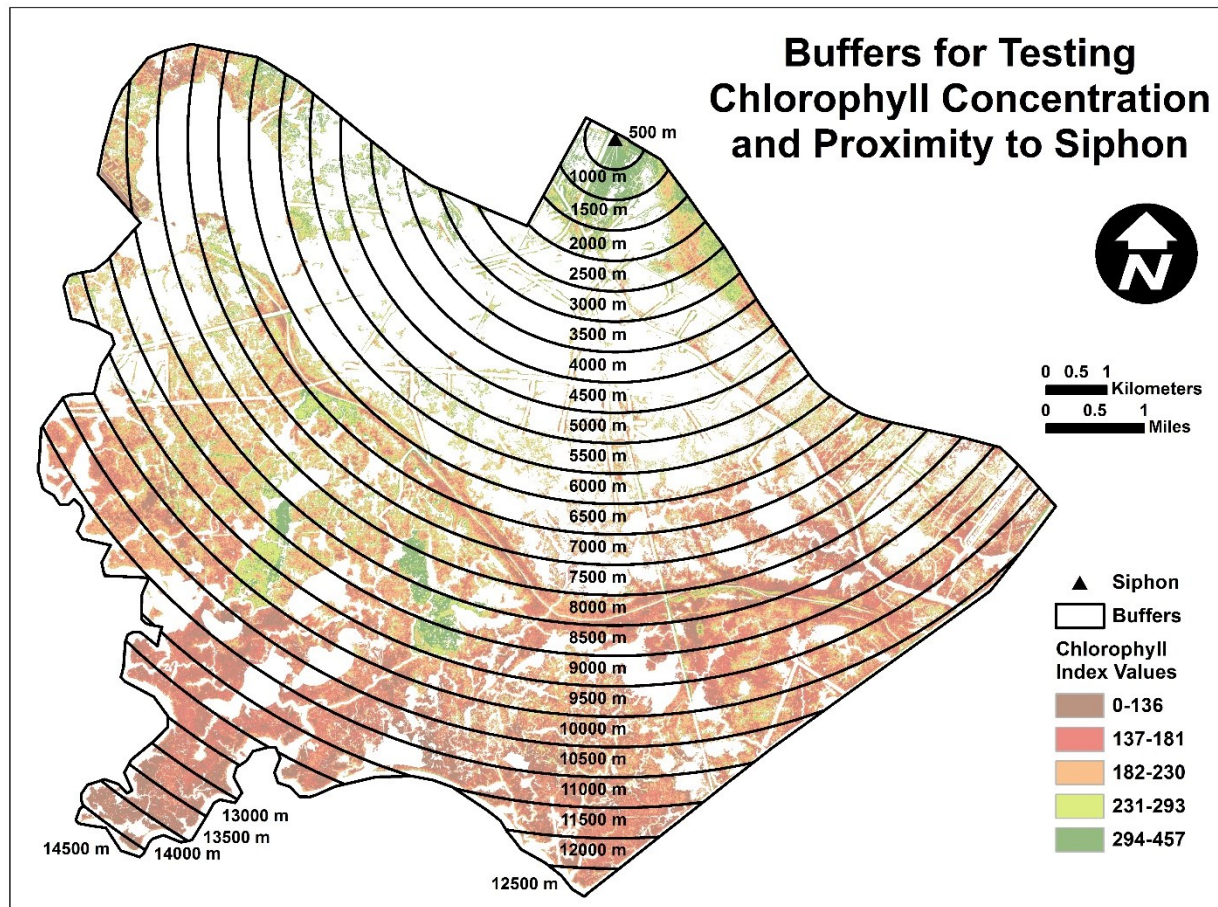 Buffers for Testing
Chlorophyll Concentration
and Proximity to Siphon
500 m
1000 m
1500 m
2000 m
2500 m
3000 m
3500 m
4000 m
4500 m
5000 m
5500 m
6000 m
6500 m
7000 m
7500 m
8000 m
8500 m
9000 m
9500 m
10000 m
10500 m
11000 m
11500 m
12000 m
12500 m
13000 m
13500 m
14000 m
14500 m
N
0 0.5 1
Kilometers
0 0.5 1
Miles
Siphon
Buffers
Chlorophyll
Index Values
0-136
137-181
182-230
231-293
294-457